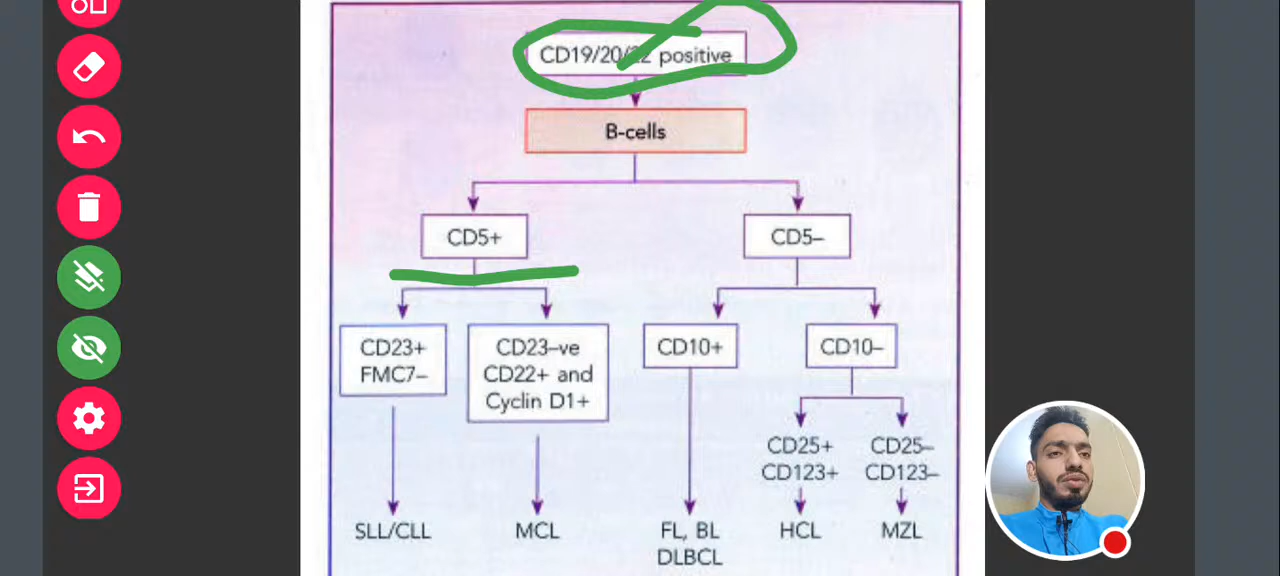 CD19/20/22 positive
B-cells
CD5+
CD5–
CD23+
FMC7–
CD23–ve
CD22+ and
Cyclin D1+
CD10+
CD10–
CD25+
CD123+
CD25–
CD123–
SLL/CLL
MCL
FL, BL
DLBCL
HCL
MZL